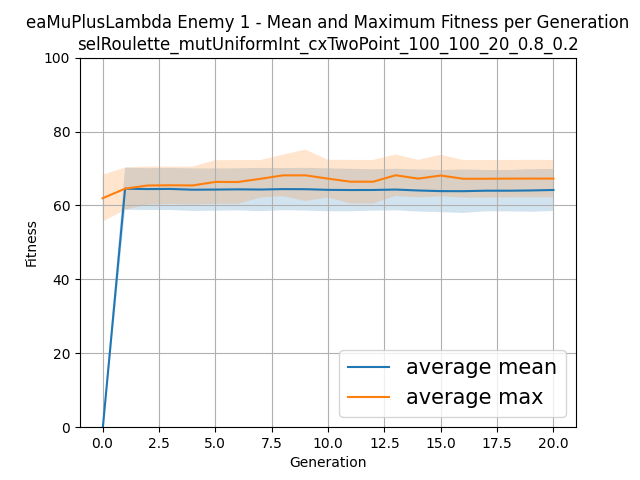 eaMuPlusLambda Enemy 1 - Mean and Maximum Fitness per Generation
selRoulette_mutUniformInt_cxTwoPoint_100_100_20_0.8_0.2
100
80
60
40
20
0
Fitness
average mean
average max
0.0 2.5 5.0 7.5 10.0 12.5 15.0 17.5 20.0
Generation